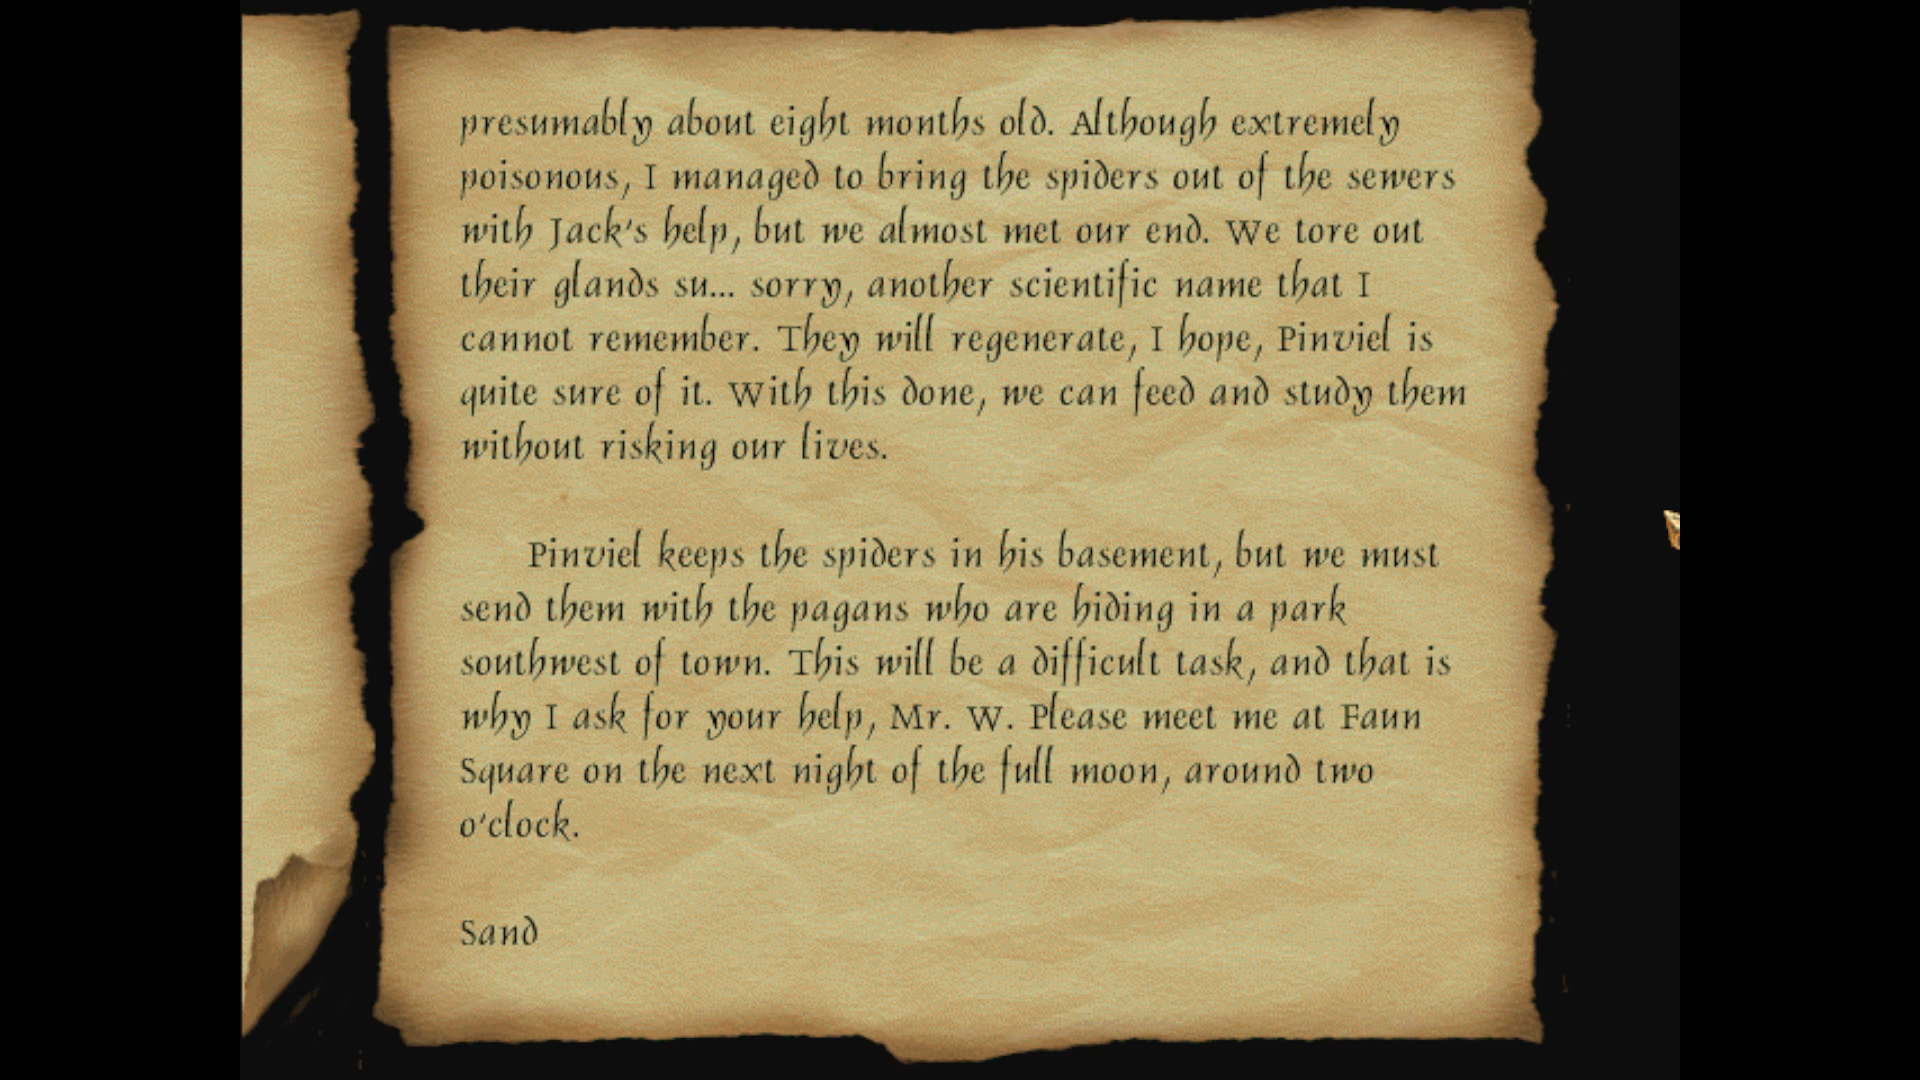 presumably about eight months old. Although extremely
poisonous, I managed to bring the spiders out of the sewers
with Jack's help, but we almost met our end. We tore out
their glands su... sorry, another scientific name that I
cannot remember. They will regenerate, I hope, Pinviel is
quite sure of it. With this done, we can feed and study them
without risking our lives.
Pinviel keeps the spiders in his basement, but we must
send them with the pagans who are hiding in a park
southwest of town. This will be a difficult task, and that is
why I ask for your help, Mr. W. Please meet me at Faun
Square on the next night of the full moon, around two
o'clock.
Sand